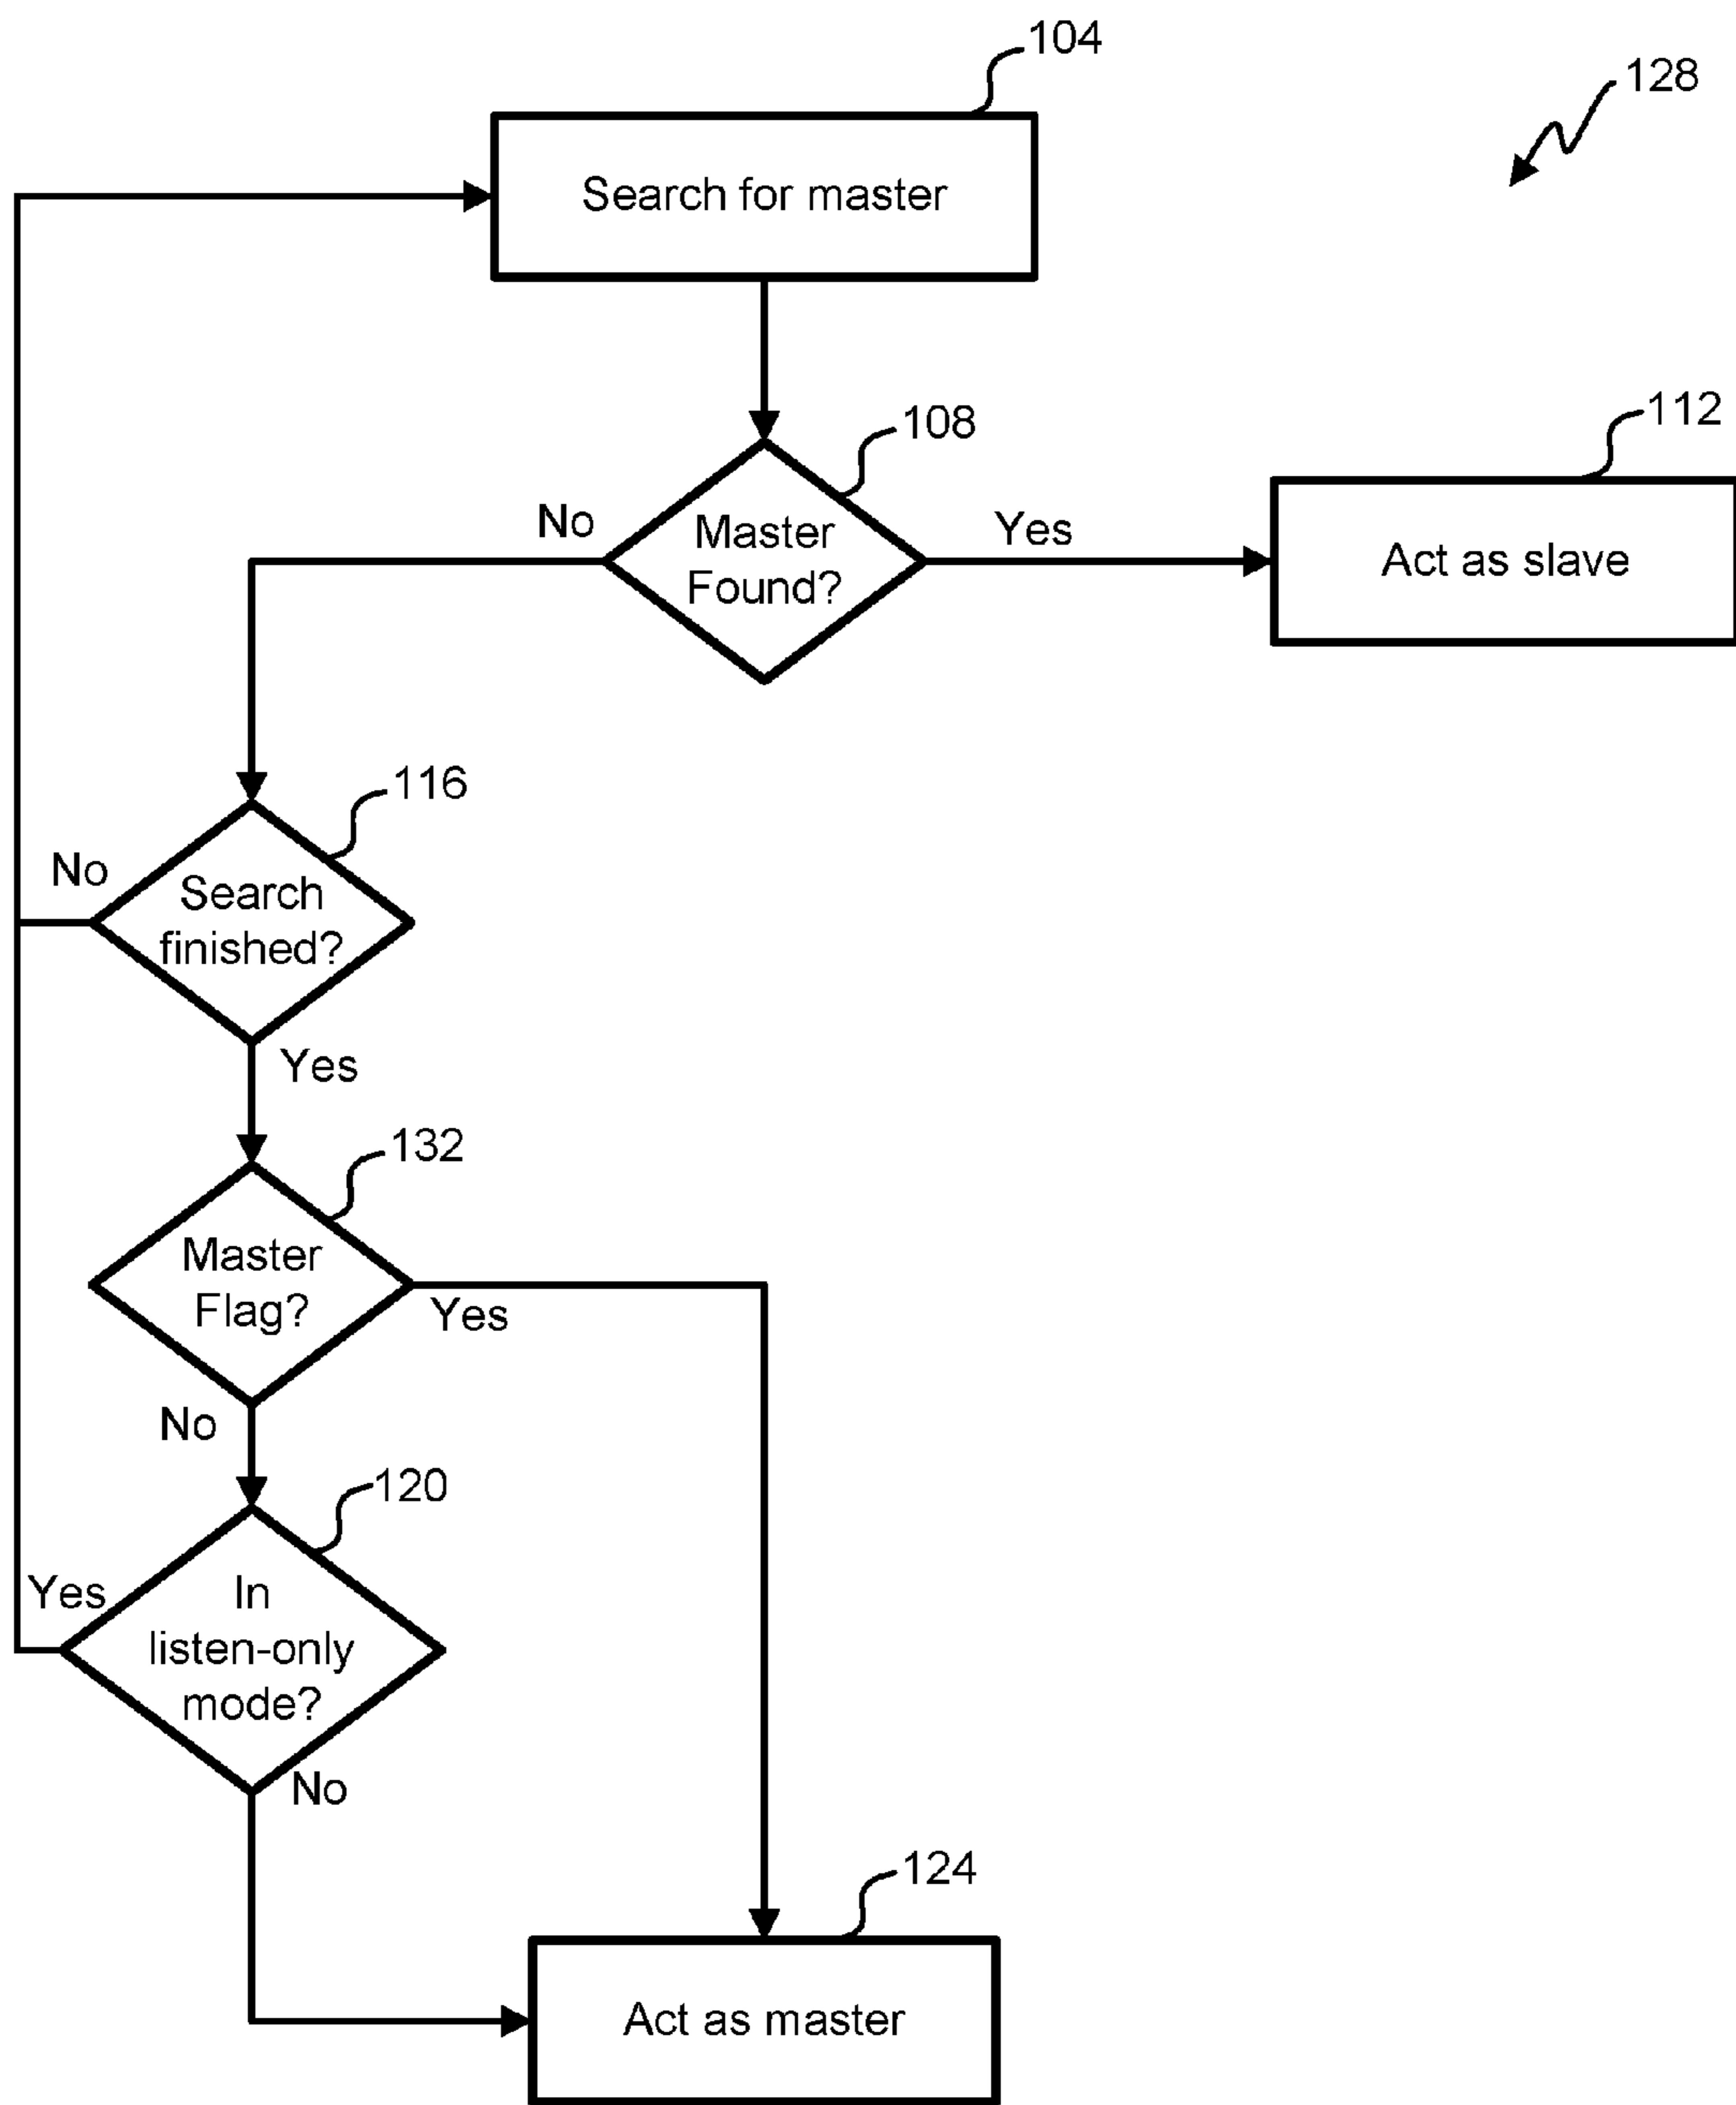 104
128
Search for master
108
112
No
Master
Found?
Yes
Act as slave
116
No
Search
finished?
Yes
132
Master
Flag?
Yes
No
120
Yes
In
listen-only
mode?
No
124
Act as master